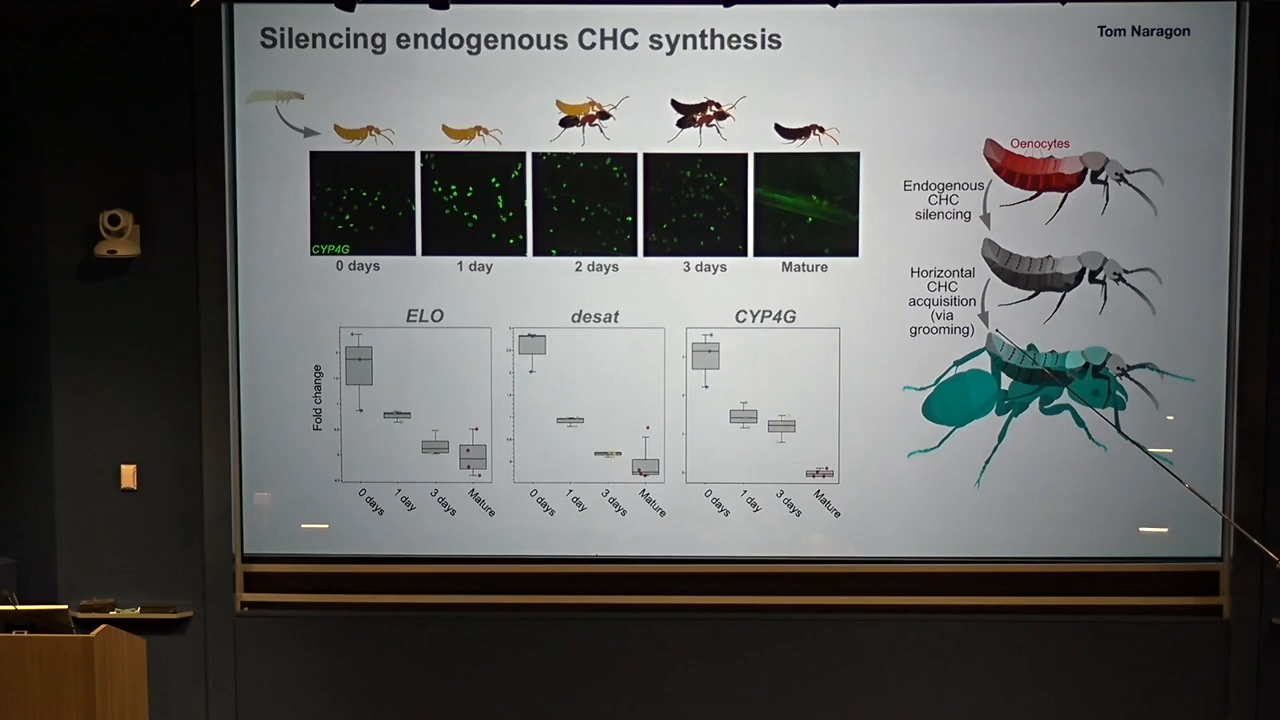 Silencing endogenous CHC synthesis
Tom Naragon
CYP4G
0 days
1 day
2 days
3 days
Mature
Oenocytes
Endogenous
CHC
silencing
Horizontal
CHC
acquisition
(via
grooming)
ELO
desat
CYP4G
Fold change
0 days
1 day
3 days
Mature
0 days
1 day
3 days
Mature
0 days
1 day
3 days
Mature